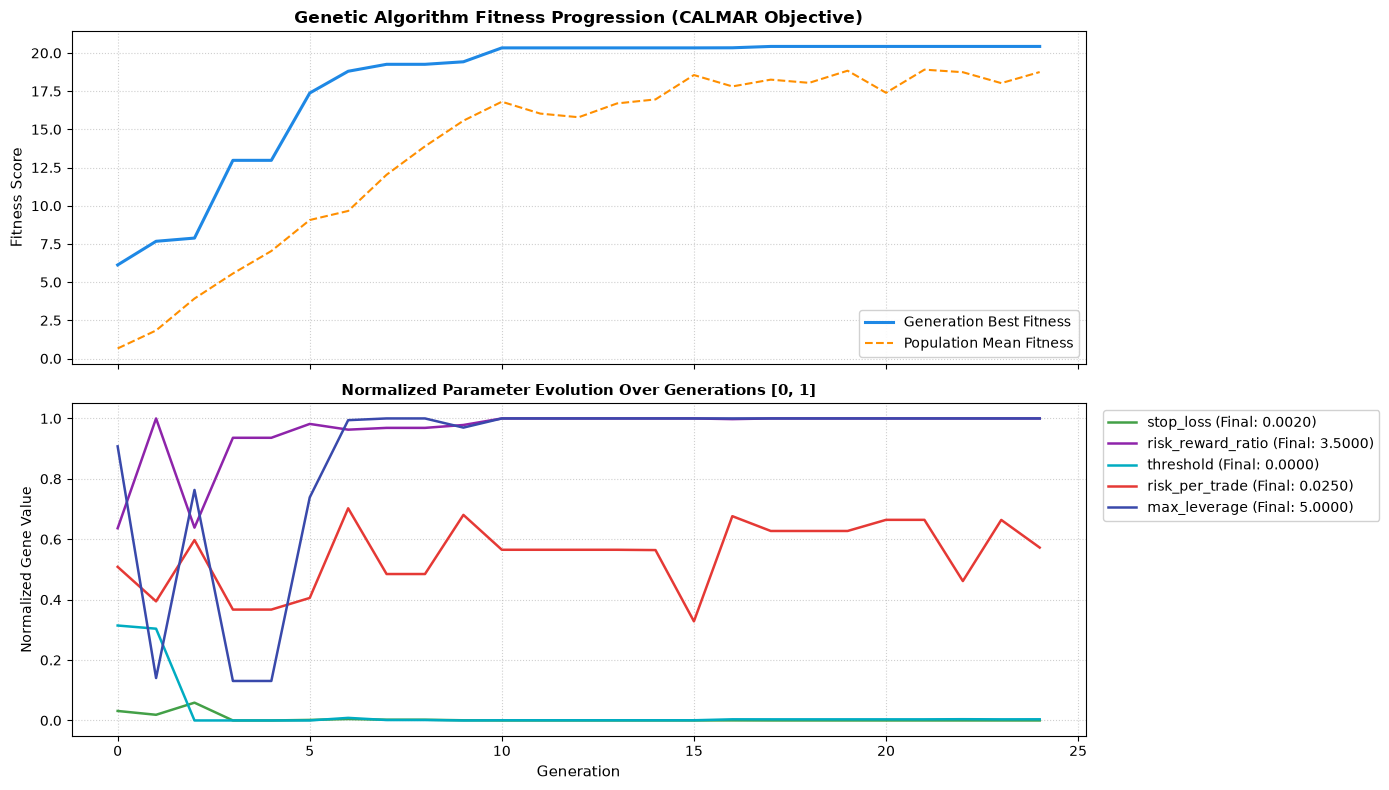 Genetic Algorithm Fitness Progression (CALMAR Objective)
Fitness Score
20.0
17.5
15.0
12.5
10.0
7.5
5.0
2.5
0.0
Generation Best Fitness
Population Mean Fitness
Normalized Parameter Evolution Over Generations [0, 1]
Normalized Gene Value
1.0
0.8
0.6
0.4
0.2
0.0
0 5 10 15 20 25
Generation
stop_loss (Final: 0.0020)
risk_reward_ratio (Final: 3.5000)
threshold (Final: 0.0000)
risk_per_trade (Final: 0.0250)
max_leverage (Final: 5.0000)